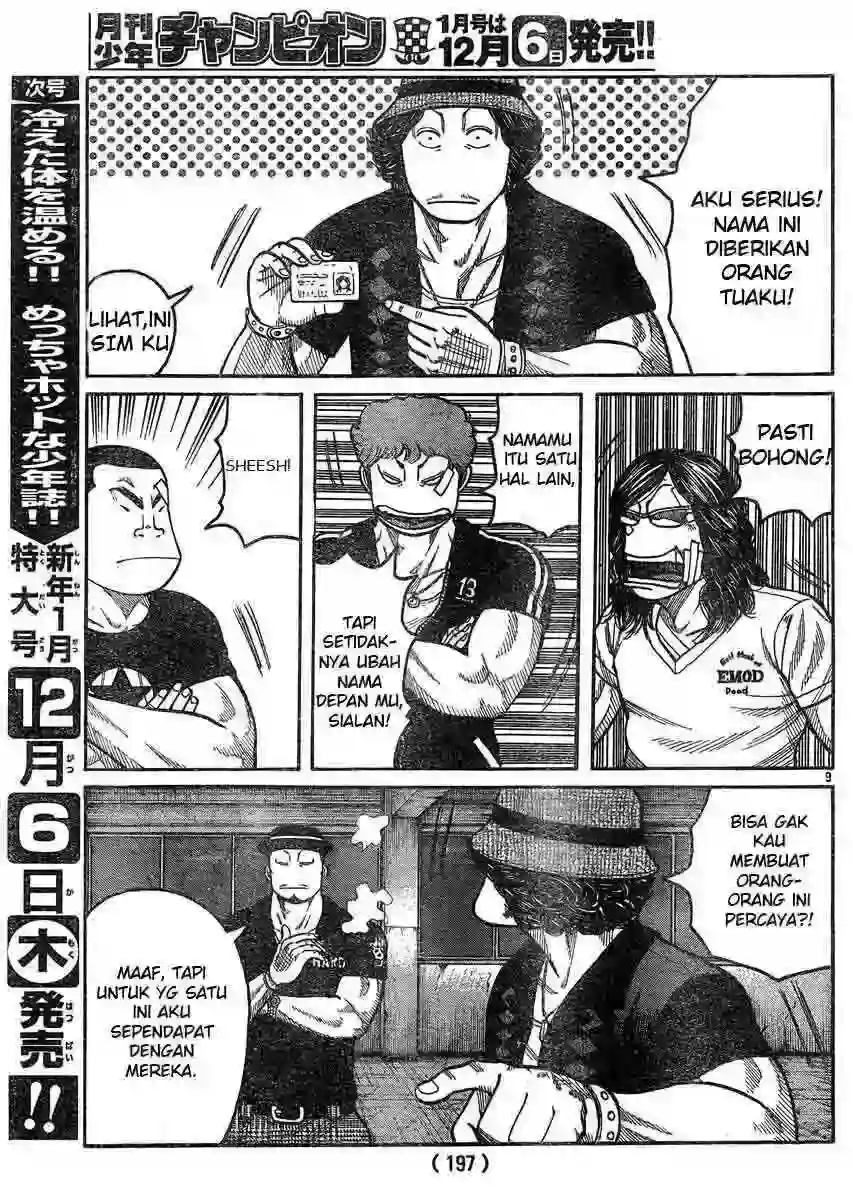 月刊
少年
チャンピオン
1月号は
12月6日発売!!
次号
冷えた体を温める!! めっちゃホットな少年誌!!
新年1月
特大号
12月6日木発売!!
AKU SERIUS!
NAMA INI
DIBERIKAN
ORANG
TUAKU!
LIHAT,INI
SIM KU
PASTI
BOHONG!
EMOD
Dead
NAMAMU
ITU SATU
HAL LAIN,
13
TAPI
SETIDAK-
NYA UBAH
NAMA
DEPAN MU,
SIALAN!
SHEESH!
9
BISA GAK
KAU
MEMBUAT
ORANG-
ORANG INI
PERCAYA?!
HARD
MAAF, TAPI
UNTUK YG SATU
INI AKU
SEPENDAPAT
DENGAN
MEREKA.
(197)